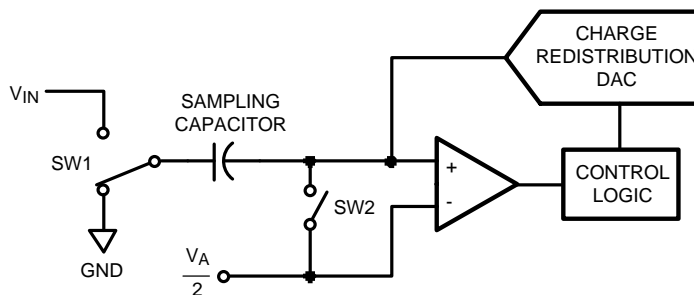 CHARGE
REDISTRIBUTION
DAC
VIN
SAMPLING
CAPACITOR
SW1
+
-
CONTROL
LOGIC
SW2
GND
VA
2